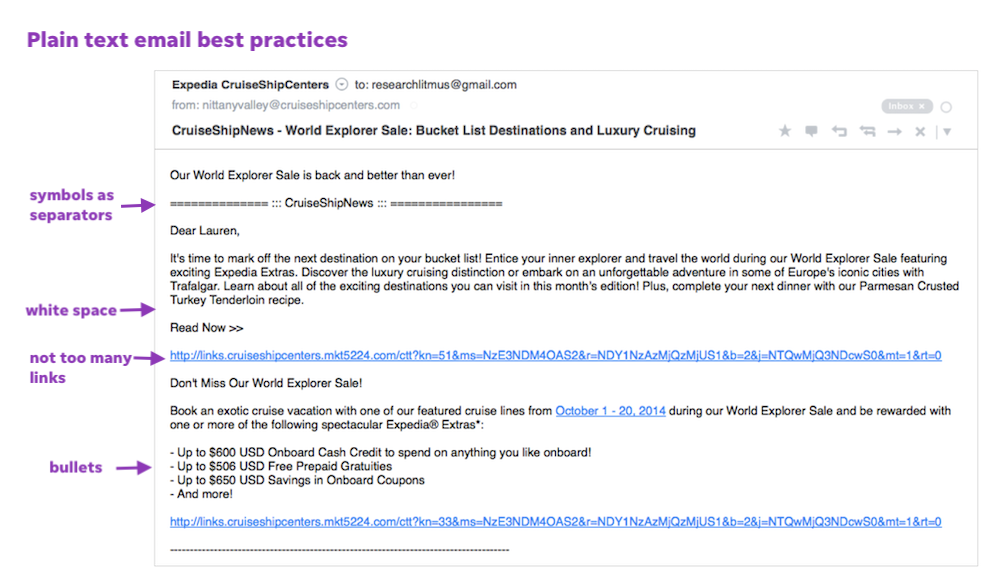 Plain text email best practices
Expedia CruiseShipCenters to: researchlitmus@gmail.com
from: nittanyvalley@cruiseshipcenters.com
Inbox x
CruiseShipNews - World Explorer Sale: Bucket List Destinations and Luxury Cruising
Our World Explorer Sale is back and better than ever!
symbols as
separators
============== ::: CruiseShipNews ::: ================
Dear Lauren,
It's time to mark off the next destination on your bucket list! Entice your inner explorer and travel the world during our World Explorer Sale featuring
exciting Expedia Extras. Discover the luxury cruising distinction or embark on an unforgettable adventure in some of Europe's iconic cities with
Trafalgar. Learn about all of the exciting destinations you can visit in this month's edition! Plus, complete your next dinner with our Parmesan Crusted
Turkey Tenderloin recipe.
white space
Read Now >>
not too many
links
http://links.cruiseshipcenters.mkt5224.com/ctt?kn=51&ms=NzE3NDM4OAS2&r=NDY1NzAzMjQzMjUS1&b=2&j=NTQwMjQ3NDcwS0&mt=1&rt=0
Don't Miss Our World Explorer Sale!
Book an exotic cruise vacation with one of our featured cruise lines from October 1 - 20, 2014 during our World Explorer Sale and be rewarded with
one or more of the following spectacular Expedia® Extras*:
bullets
- Up to $600 USD Onboard Cash Credit to spend on anything you like onboard!
- Up to $506 USD Free Prepaid Gratuities
- Up to $650 USD Savings in Onboard Coupons
- And more!
http://links.cruiseshipcenters.mkt5224.com/ctt?kn=33&ms=NzE3NDM4OAS2&r=NDY1NzAzMjQzMjUS1&b=2&j=NTQwMjQ3NDcwS0&mt=1&rt=0
--------------------------------------------------------------------------------------